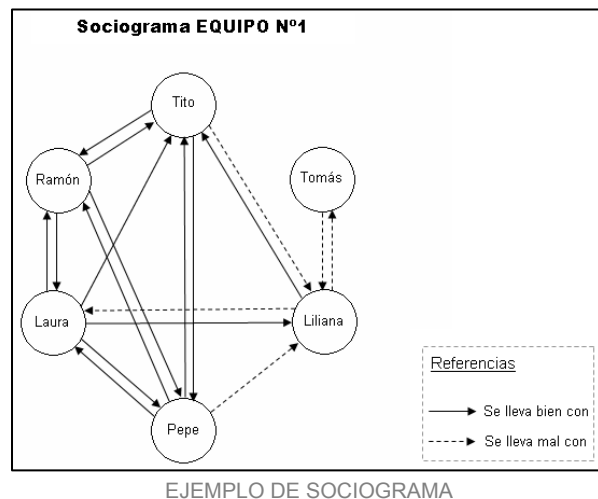 Sociograma EQUIPO Nº1
Tito
Ramón
Tomás
Laura
Liliana
Pepe
Referencias
Se lleva bien con
Se lleva mal con
EJEMPLO DE SOCIOGRAMA